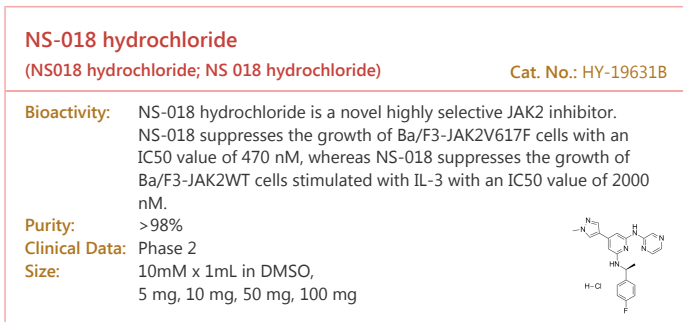 NS-018 hydrochloride
(NS018 hydrochloride; NS 018 hydrochloride) Cat. No.: HY-19631B
Bioactivity: NS-018 hydrochloride is a novel highly selective JAK2 inhibitor.
NS-018 suppresses the growth of Ba/F3-JAK2V617F cells with an
IC50 value of 470 nM, whereas NS-018 suppresses the growth of
Ba/F3-JAK2WT cells stimulated with IL-3 with an IC50 value of 2000
nM.
Purity: >98%
Clinical Data: Phase 2
Size: 10mM x 1mL in DMSO,
5 mg, 10 mg, 50 mg, 100 mg
N
N
H
N
N
N
N
HN
H-Cl
F